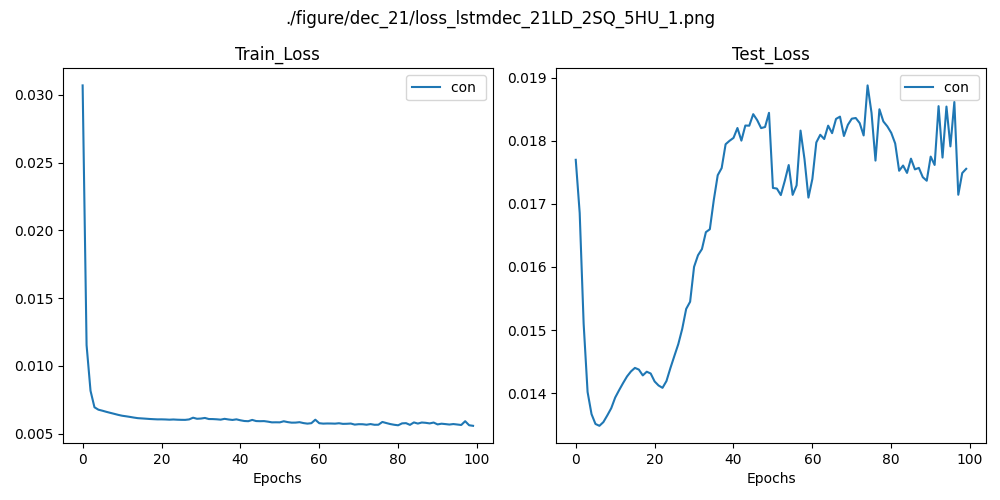 ./figure/dec_21/loss_lstmdec_21LD_2SQ_5HU_1.png
Train_Loss
con
0.030
0.025
0.020
0.015
0.010
0.005
0 20 40 60 80 100
Epochs
Test_Loss
con
0.019
0.018
0.017
0.016
0.015
0.014
0 20 40 60 80 100
Epochs